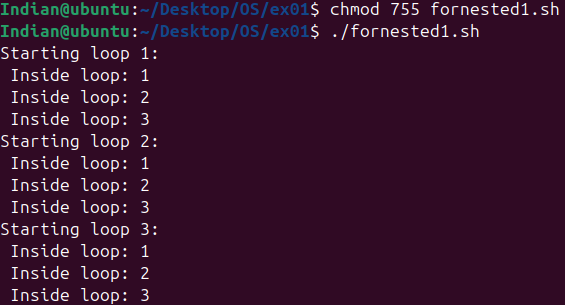 Indian@ubuntu:~/Desktop/OS/ex01$ chmod 755 fornested1.sh
Indian@ubuntu:~/Desktop/OS/ex01$ ./fornested1.sh
Starting loop 1:
 Inside loop: 1
 Inside loop: 2
 Inside loop: 3
Starting loop 2:
 Inside loop: 1
 Inside loop: 2
 Inside loop: 3
Starting loop 3:
 Inside loop: 1
 Inside loop: 2
 Inside loop: 3